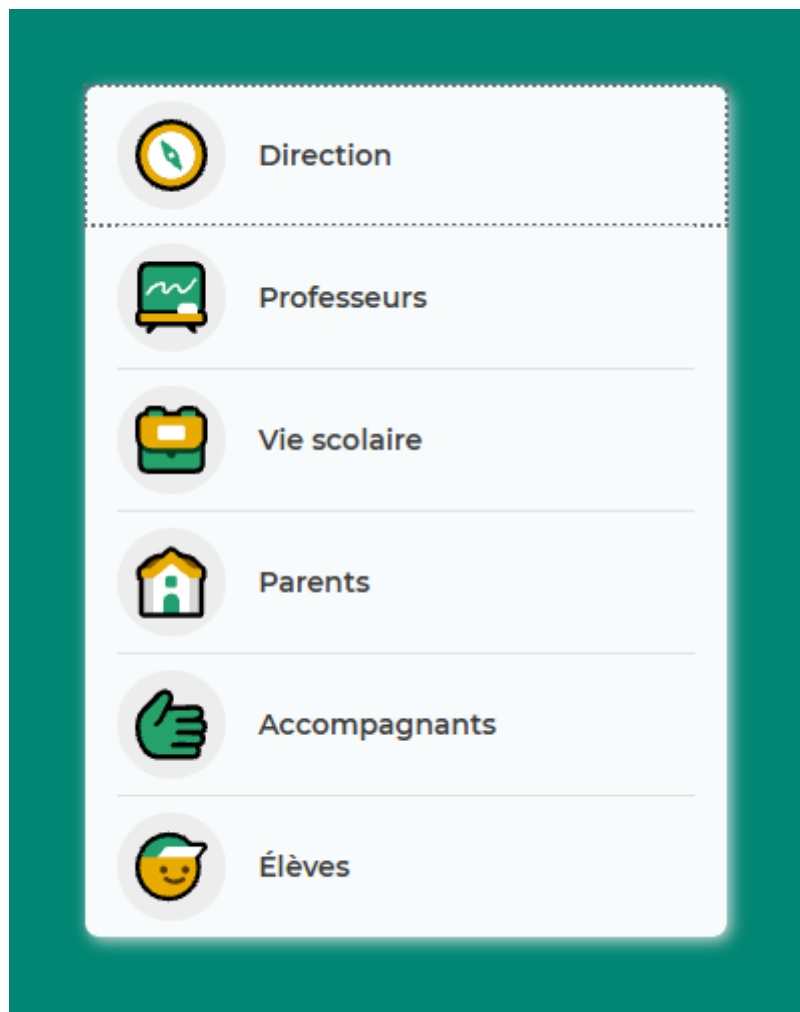 Direction
Professeurs
Vie scolaire
Parents
Accompagnants
Élèves